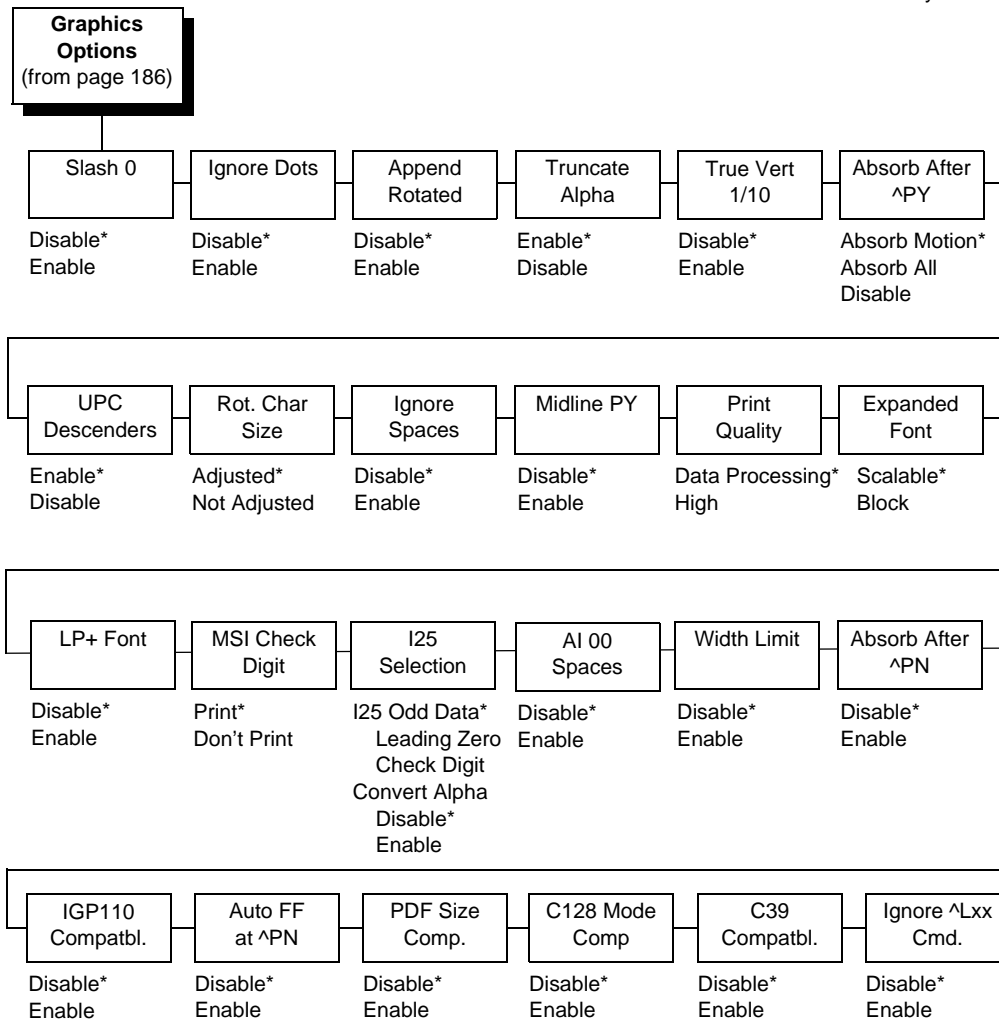 Graphics
Options
(from page 186)
Slash 0
Ignore Dots
Append
Rotated
Truncate
Alpha
True Vert
1/10
Absorb After
^PY
Disable*
Enable
Disable*
Enable
Disable*
Enable
Enable*
Disable
Disable*
Enable
Absorb Motion*
Absorb All
Disable
UPC
Descenders
Rot. Char
Size
Ignore
Spaces
Midline PY
Print
Quality
Expanded
Font
Enable*
Disable
Adjusted*
Not Adjusted
Disable*
Enable
Disable*
Enable
Data Processing*
High
Scalable*
Block
LP+ Font
MSI Check
Digit
I25
Selection
AI 00
Spaces
Width Limit
Absorb After
^PN
Disable*
Enable
Print*
Don't Print
I25 Odd Data*
Leading Zero
Check Digit
Convert Alpha
Disable*
Enable
Disable*
Enable
Disable*
Enable
Disable*
Enable
IGP110
Compatbl.
Auto FF
at ^PN
PDF Size
Comp.
C128 Mode
Comp
C39
Compatbl.
Ignore ^Lxx
Cmd.
Disable*
Enable
Disable*
Enable
Disable*
Enable
Disable*
Enable
Disable*
Enable
Disable*
Enable